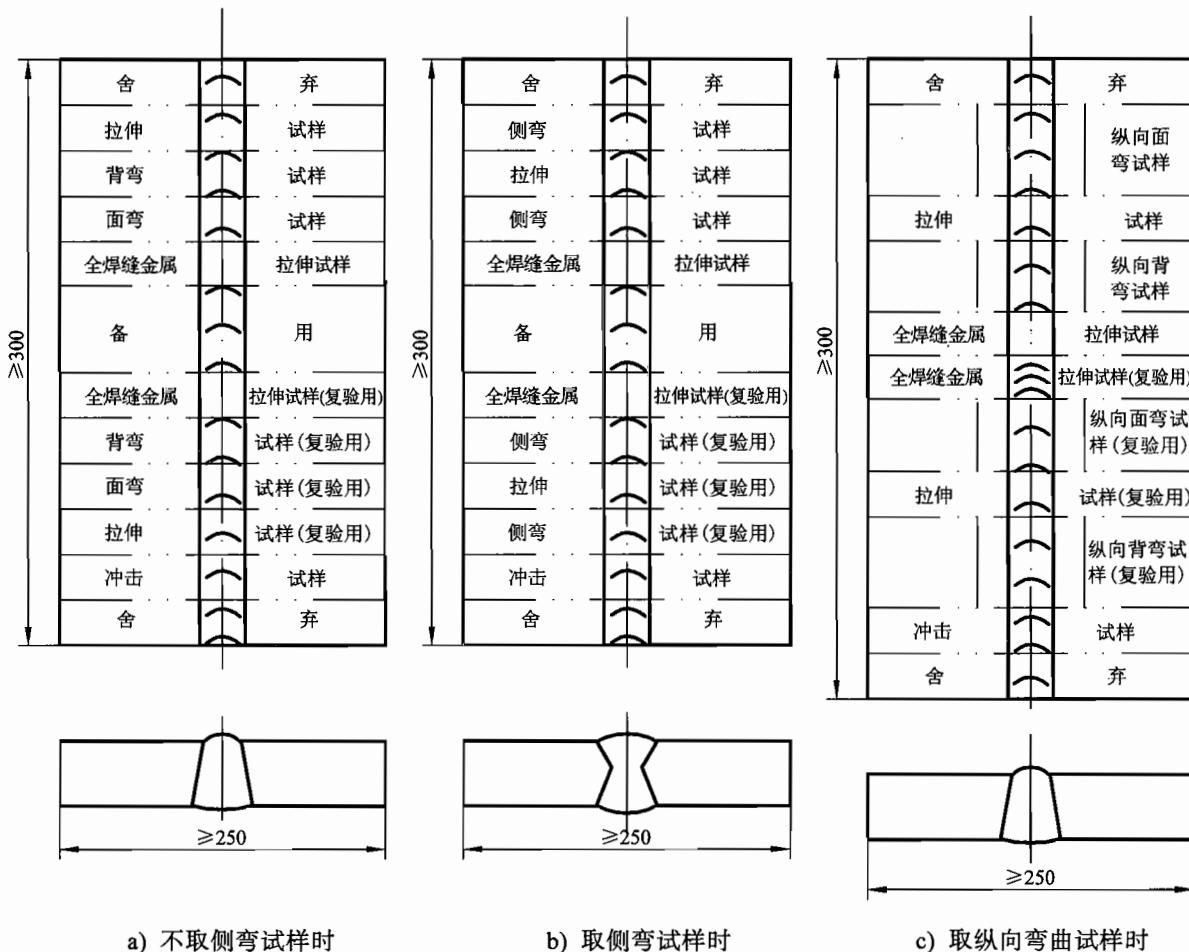 舍 弃
拉伸 试样
背弯 试样
面弯 试样
全焊缝金属 拉伸试样
备 用
全焊缝金属 拉伸试样(复验用)
背弯 试样(复验用)
面弯 试样(复验用)
拉伸 试样(复验用)
冲击 试样
舍 弃
≥300
≥250
a) 不取侧弯试样时
舍 弃
侧弯 试样
拉伸 试样
侧弯 试样
全焊缝金属 拉伸试样
备 用
全焊缝金属 拉伸试样(复验用)
侧弯 试样(复验用)
拉伸 试样(复验用)
侧弯 试样(复验用)
冲击 试样
舍 弃
≥300
≥250
b) 取侧弯试样时
舍 弃
纵向面
弯试样
拉伸 试样
纵向背
弯试样
全焊缝金属 拉伸试样
全焊缝金属 拉伸试样(复验用)
纵向面弯试
样(复验用)
拉伸 试样(复验用)
纵向背弯试
样(复验用)
冲击 试样
舍 弃
≥300
≥250
c) 取纵向弯曲试样时